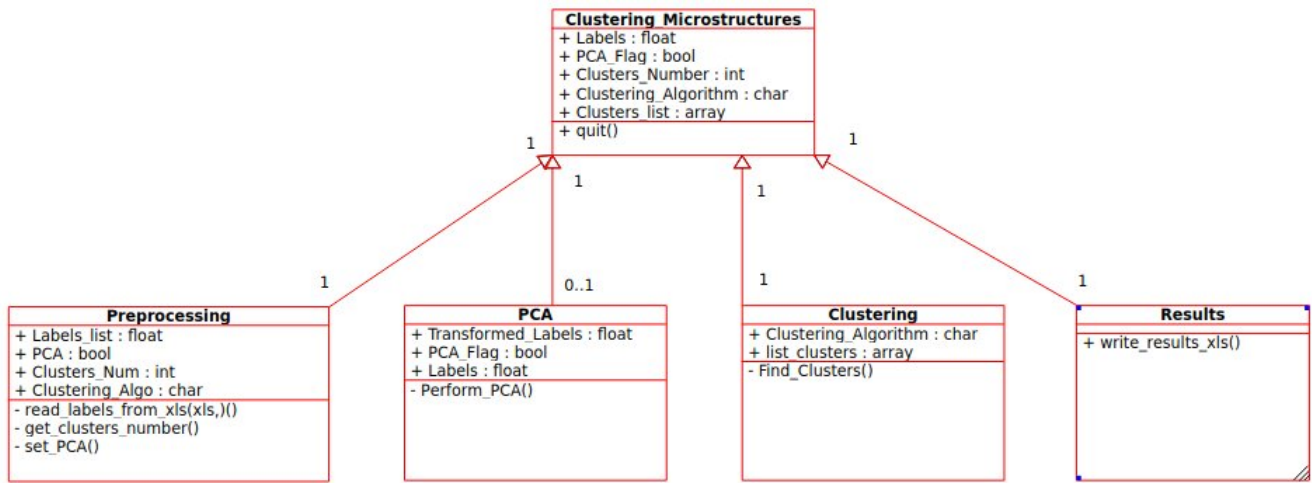 Clustering_Microstructures
+ Labels : float
+ PCA_Flag : bool
+ Clusters_Number : int
+ Clustering_Algorithm : char
+ Clusters_list : array
+ quit()
1
1
1
1
1
0..1
1
1
Preprocessing
+ Labels_list : float
+ PCA : bool
+ Clusters_Num : int
+ Clustering_Algo : char
- read_labels_from_xls(xls,)()
- get_clusters_number()
- set_PCA()
PCA
+ Transformed_Labels : float
+ PCA_Flag : bool
+ Labels : float
- Perform_PCA()
Clustering
+ Clustering_Algorithm : char
+ list_clusters : array
- Find_Clusters()
Results
+ write_results_xls()